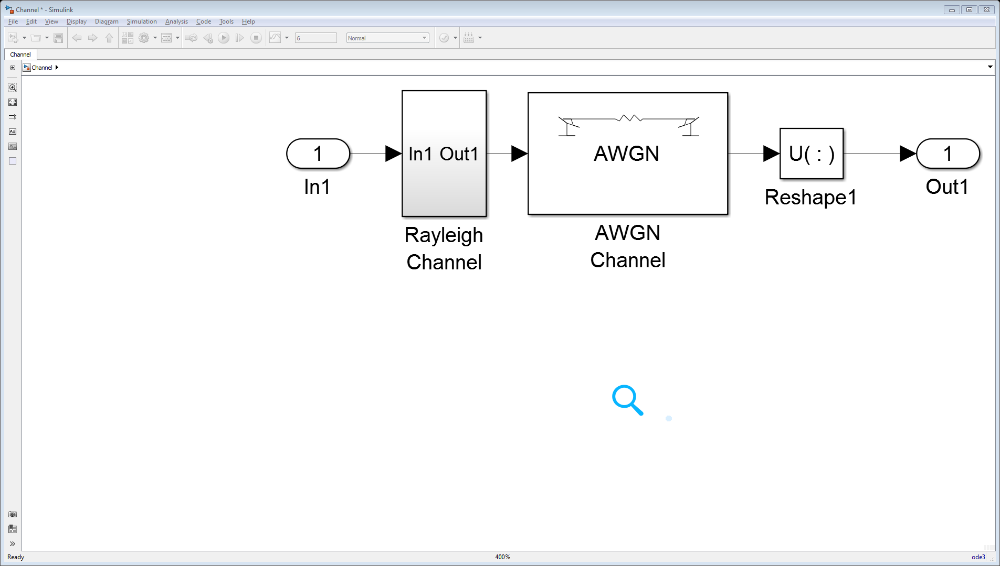 Channel * - Simulink
File Edit View Display Diagram Simulation Analysis Code Tools Help
6 Normal
Channel
Channel
1 In1 Out1 AWGN U( : ) 1
In1 Reshape1 Out1
Rayleigh
Channel
AWGN
Channel
Ready 400% ode3